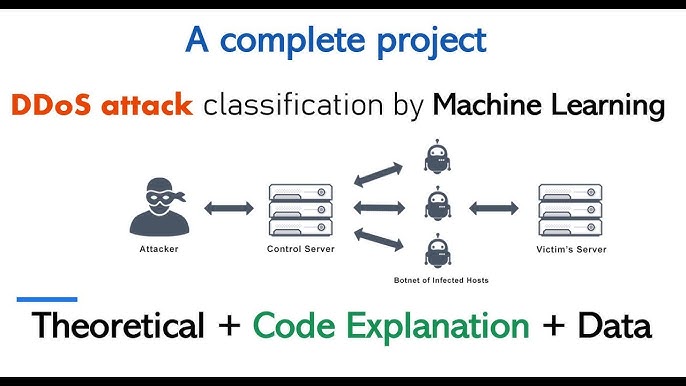 A complete project
DDoS attack classification by Machine Learning
Attacker
Control Server
Botnet of Infected Hosts
Victim's Server
Theoretical + Code Explanation + Data